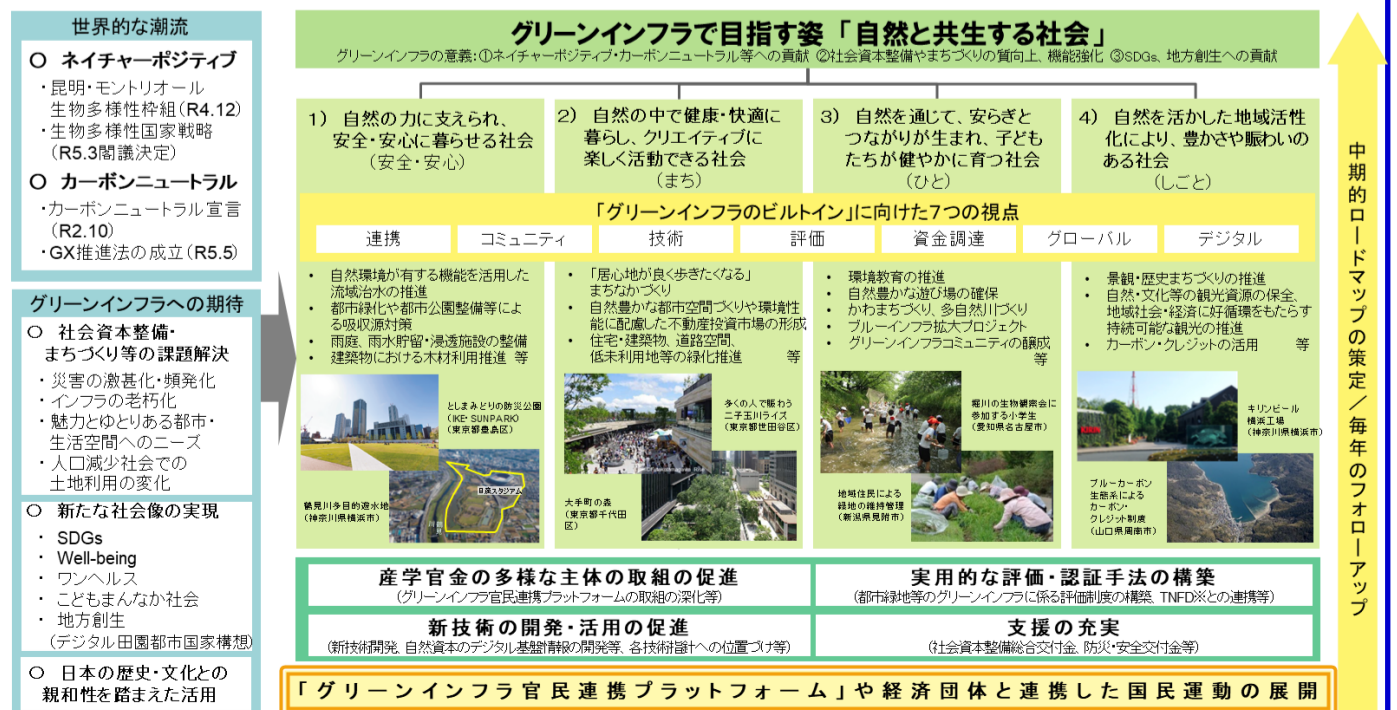 世界的な潮流
○ ネイチャーポジティブ
・昆明・モントリオール
生物多様性枠組(R4.12)
・生物多様性国家戦略
(R5.3閣議決定)
○ カーボンニュートラル
・カーボンニュートラル宣言
(R2.10)
・GX推進法の成立(R5.5)
グリーンインフラへの期待
○ 社会資本整備・
まちづくり等の課題解決
・災害の激甚化・頻発化
・インフラの老朽化
・魅力とゆとりある都市・
生活空間へのニーズ
・人口減少社会での
土地利用の変化
○ 新たな社会像の実現
・ SDGs
・ Well-being
・ ワンヘルス
・ こどもまんなか社会
・ 地方創生
(デジタル田園都市国家構想)
○ 日本の歴史・文化との
親和性を踏まえた活用
グリーンインフラで目指す姿「自然と共生する社会」
グリーンインフラの意義:①ネイチャーポジティブ・カーボンニュートラル等への貢献 ②社会資本整備やまちづくりの質向上、機能強化 ③SDGs、地方創生への貢献
1) 自然の力に支えられ、
安全・安心に暮らせる社会
(安全・安心)
2) 自然の中で健康・快適に
暮らし、クリエイティブに
楽しく活動できる社会
(まち)
3) 自然を通じて、安らぎと
つながりが生まれ、子ども
たちが健やかに育つ社会
(ひと)
4) 自然を活かした地域活性
化により、豊かさや賑わいの
ある社会
(しごと)
「グリーンインフラのビルトイン」に向けた7つの視点
連携
コミュニティ
技術
評価
資金調達
グローバル
デジタル
・ 自然環境が有する機能を活用した
流域治水の推進
・ 都市緑化や都市公園整備等によ
る吸収源対策
・ 雨庭、雨水貯留・浸透施設の整備
・ 建築物における木材利用推進 等
としまみどりの防災公園
(IKE・SUNPARK)
(東京都豊島区)
鶴見川多目的遊水地
(神奈川県横浜市)
日産スタジアム
・ 「居心地が良く歩きたくなる」
まちなかづくり
・ 自然豊かな都市空間づくりや環境性
能に配慮した不動産投資市場の形成
・ 住宅・建築物、道路空間、
低未利用地等の緑化推進 等
多くの人で賑わう
二子玉川ライズ
(東京都世田谷区)
大手町の森
(東京都千代田
区)
・ 環境教育の推進
・ 自然豊かな遊び場の確保
・ かわまちづくり、多自然川づくり
・ ブルーインフラ拡大プロジェクト
・ グリーンインフラコミュニティの醸成
等
堀川の生物観察会に
参加する小学生
(愛知県名古屋市)
地域住民による
緑地の維持管理
(新潟県見附市)
・ 景観・歴史まちづくりの推進
・ 自然・文化等の観光資源の保全、
地域社会・経済に好循環をもたらす
持続可能な観光の推進
・ カーボン・クレジットの活用 等
キリンビール
横浜工場
(神奈川県横浜市)
ブルーカーボン
生態系による
カーボン・
クレジット制度
(山口県周南市)
産学官金の多様な主体の取組の促進
(グリーンインフラ官民連携プラットフォームの取組の深化等)
実用的な評価・認証手法の構築
(都市緑地等のグリーンインフラに係る評価制度の構築、TNFD※との連携等)
新技術の開発・活用の促進
(新技術開発、自然資本のデジタル基盤情報の開発等、各技術指針への位置づけ等)
支援の充実
(社会資本整備総合交付金、防災・安全交付金等)
「グリーンインフラ官民連携プラットフォーム」や経済団体と連携した国民運動の展開
中期的ロードマップの策定/毎年のフォローアップ